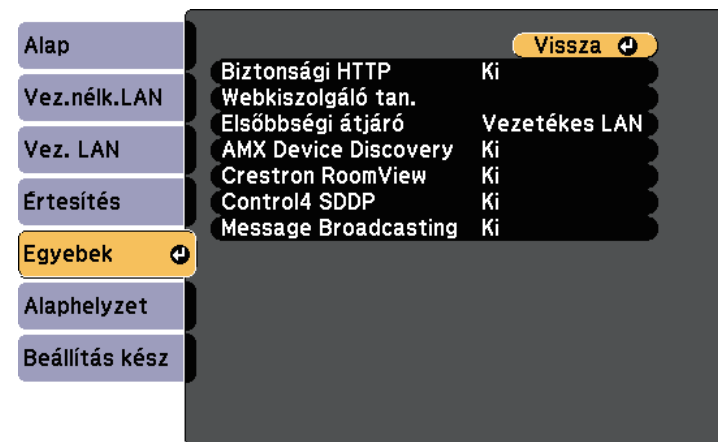 Alap
Vez.nélk.LAN
Vez. LAN
Értesítés
Egyebek
Alaphelyzet
Beállítás kész
Vissza
Biztonsági HTTP Ki
Webkiszolgáló tan.
Elsőbbségi átjáró Vezetékes LAN
AMX Device Discovery Ki
Crestron RoomView Ki
Control4 SDDP Ki
Message Broadcasting Ki